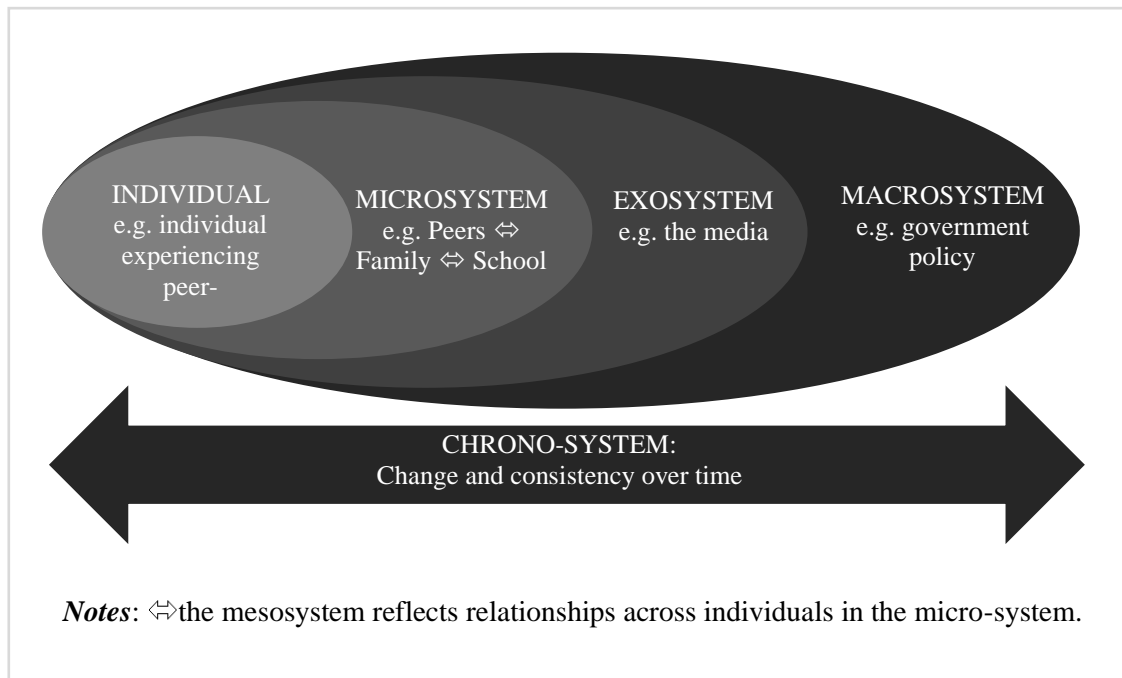 INDIVIDUAL
e.g. individual
experiencing
peer-
MICROSYSTEM
e.g. Peers ⬄
Family ⬄ School
EXOSYSTEM
e.g. the media
MACROSYSTEM
e.g. government
policy
CHRONO-SYSTEM:
Change and consistency over time
Notes: ⬄the mesosystem reflects relationships across individuals in the micro-system.